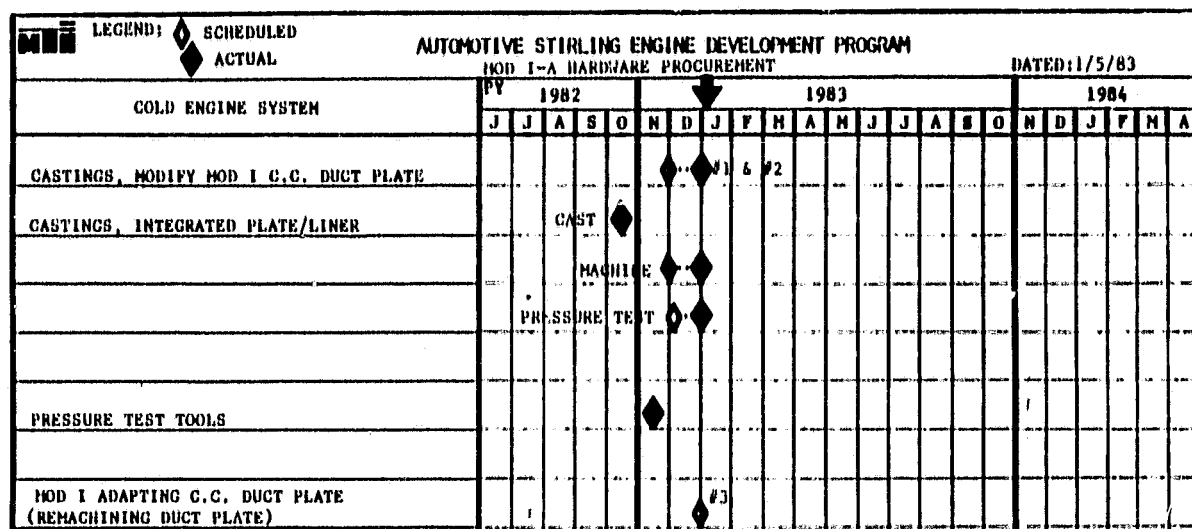 MTI LEGEND: SCHEDULED
ACTUAL
AUTOMOTIVE STIRLING ENGINE DEVELOPMENT PROGRAM
MOD I-A HARDWARE PROCUREMENT DATED:1/5/83
COLD ENGINE SYSTEM
PY 1982 1983 1984
J J A S O N D J F M A M J J A S O N D J F M A
CASTINGS, MODIFY MOD I C.C. DUCT PLATE #1 & #2
CASTINGS, INTEGRATED PLATE/LINER CAST
MACHINE
PRESSURE TEST
PRESSURE TEST TOOLS
MOD I ADAPTING C.C. DUCT PLATE #3
(REMACHINING DUCT PLATE)